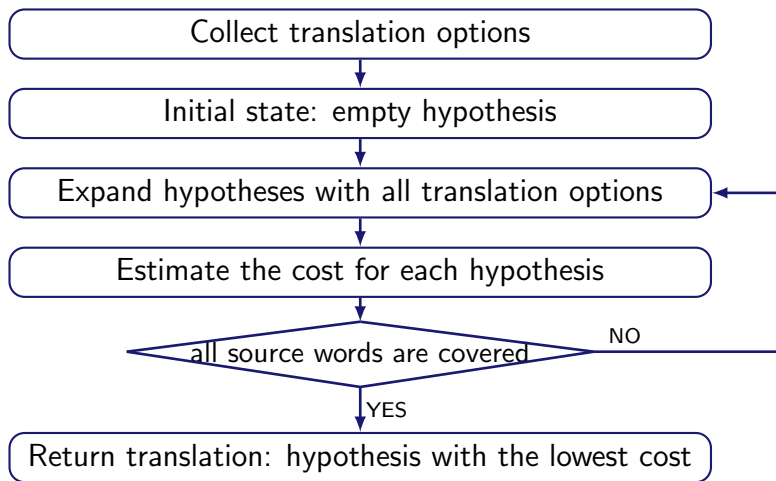 Collect translation options
Initial state: empty hypothesis
Expand hypotheses with all translation options
Estimate the cost for each hypothesis
all source words are covered
NO
YES
Return translation: hypothesis with the lowest cost